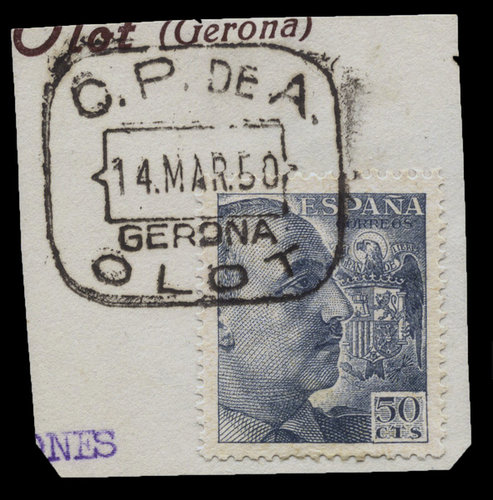 Olot (Gerona)
C.P. DE A.
14.MAR.50
GERONA
OLOT
ESPAÑA
CORREOS
50
CTS
ONES